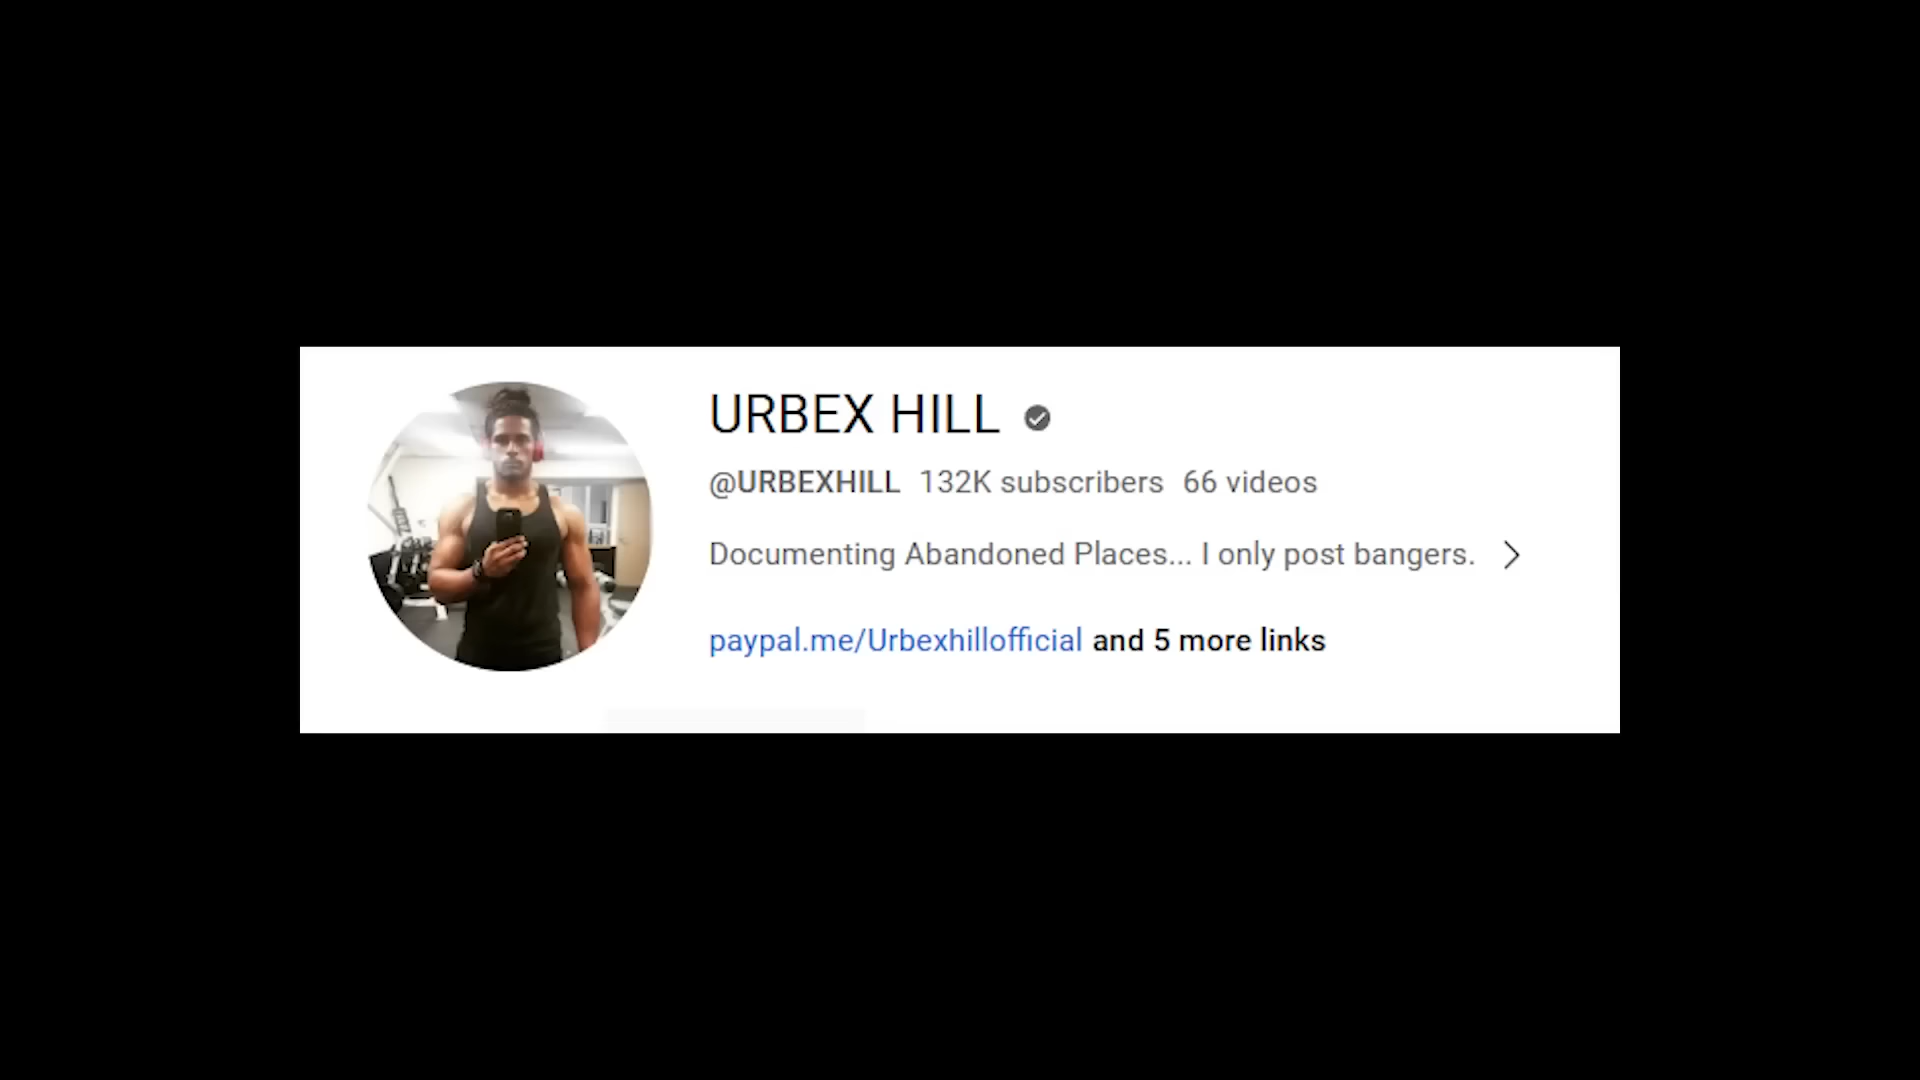 URBEX HILL
@URBEXHILL 132K subscribers 66 videos
Documenting Abandoned Places... I only post bangers.
paypal.me/Urbexhillofficial and 5 more links